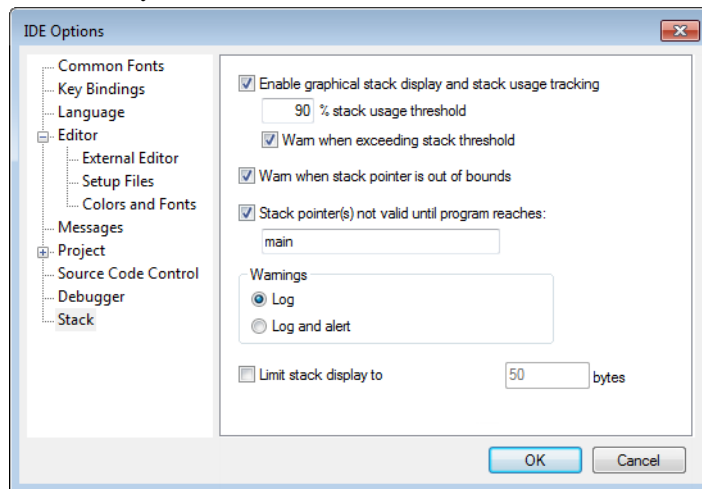 IDE Options
Common Fonts
Key Bindings
Language
Editor
External Editor
Setup Files
Colors and Fonts
Messages
Project
Source Code Control
Debugger
Stack
Enable graphical stack display and stack usage tracking
90 % stack usage threshold
Warn when exceeding stack threshold
Warn when stack pointer is out of bounds
Stack pointer(s) not valid until program reaches:
main
Warnings
Log
Log and alert
Limit stack display to 50 bytes
OK Cancel